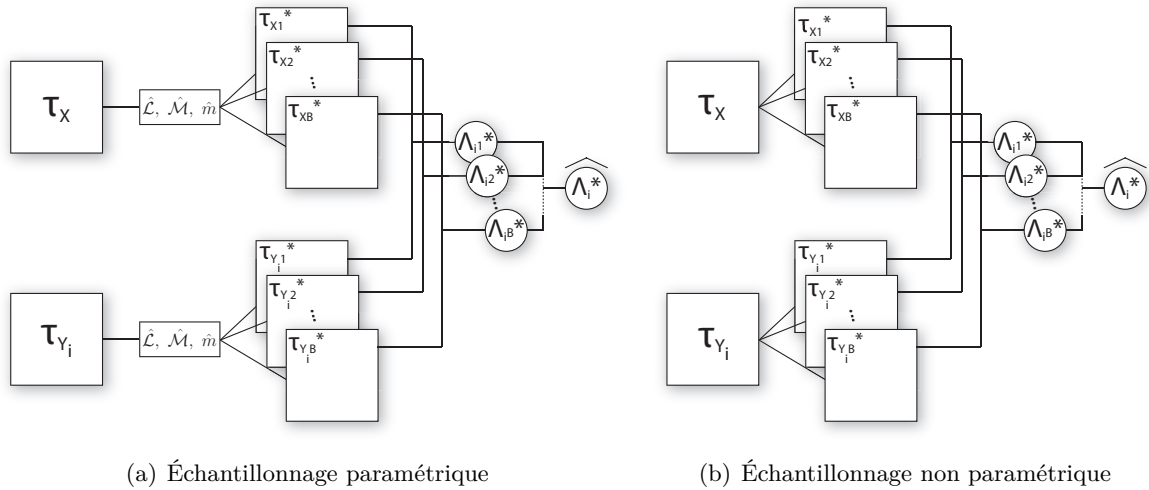 τX
ℒ̂, ℳ̂, m̂
τX1*
τX2*
...
τXB*
τYi
ℒ̂, ℳ̂, m̂
τYi1*
τYi2*
...
τYiB*
Λi1*
Λi2*
...
ΛiB*
Λ̂i*
(a) Échantillonnage paramétrique
τX
τX1*
τX2*
...
τXB*
τYi
τYi1*
τYi2*
...
τYiB*
Λi1*
Λi2*
...
ΛiB*
Λ̂i*
(b) Échantillonnage non paramétrique